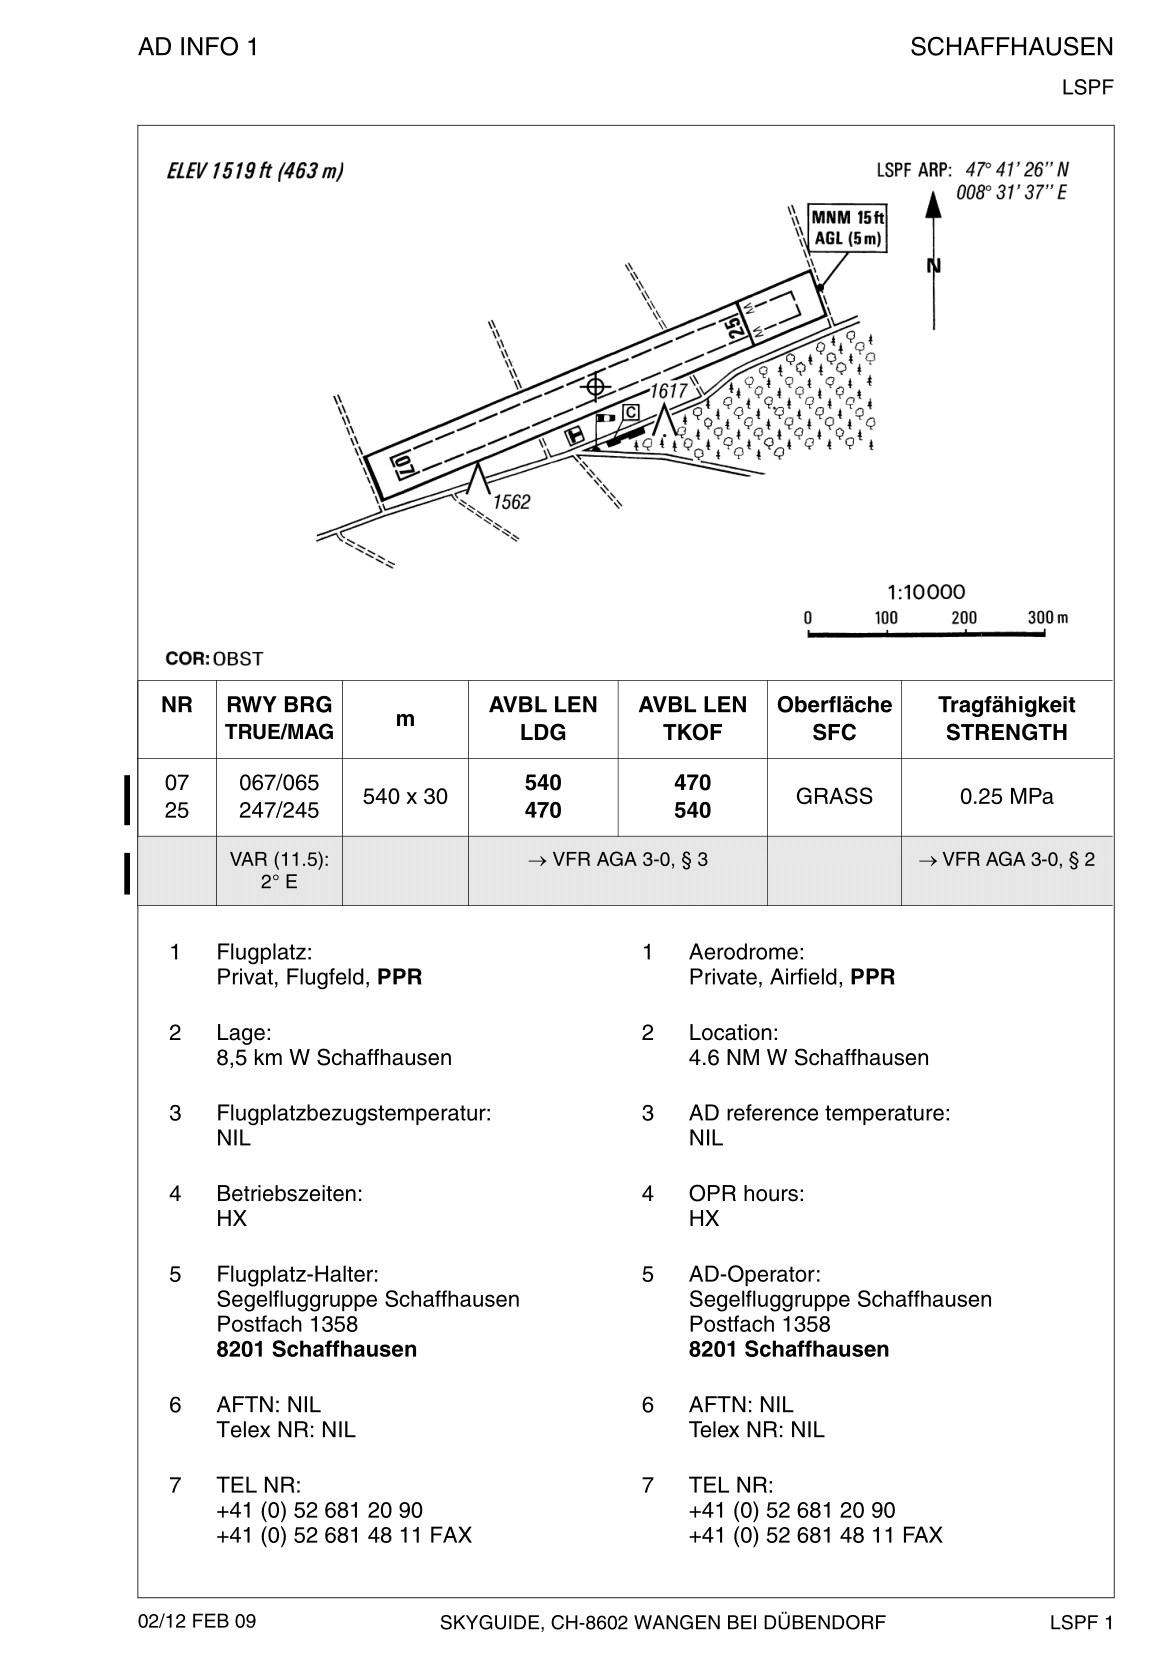 AD INFO 1
SCHAFFHAUSEN
LSPF
ELEV 1519 ft (463 m)
LSPF ARP: 47° 41' 26'' N
008° 31' 37'' E
MNM 15 ft
AGL (5 m)
N
25
1617
C
T
07
1562
1:10 000
0 100 200 300 m
COR: OBST
NR RWY BRG TRUE/MAG m AVBL LEN LDG AVBL LEN TKOF Oberfläche SFC Tragfähigkeit STRENGTH
07 067/065 540 x 30 540 470 GRASS 0.25 MPa
25 247/245 470 540
VAR (11.5): → VFR AGA 3-0, § 3 → VFR AGA 3-0, § 2
2° E
1 Flugplatz:
Privat, Flugfeld, PPR
2 Lage:
8,5 km W Schaffhausen
3 Flugplatzbezugstemperatur:
NIL
4 Betriebszeiten:
HX
5 Flugplatz-Halter:
Segelfluggruppe Schaffhausen
Postfach 1358
8201 Schaffhausen
6 AFTN: NIL
Telex NR: NIL
7 TEL NR:
+41 (0) 52 681 20 90
+41 (0) 52 681 48 11 FAX
1 Aerodrome:
Private, Airfield, PPR
2 Location:
4.6 NM W Schaffhausen
3 AD reference temperature:
NIL
4 OPR hours:
HX
5 AD-Operator:
Segelfluggruppe Schaffhausen
Postfach 1358
8201 Schaffhausen
6 AFTN: NIL
Telex NR: NIL
7 TEL NR:
+41 (0) 52 681 20 90
+41 (0) 52 681 48 11 FAX
02/12 FEB 09
SKYGUIDE, CH-8602 WANGEN BEI DÜBENDORF
LSPF 1